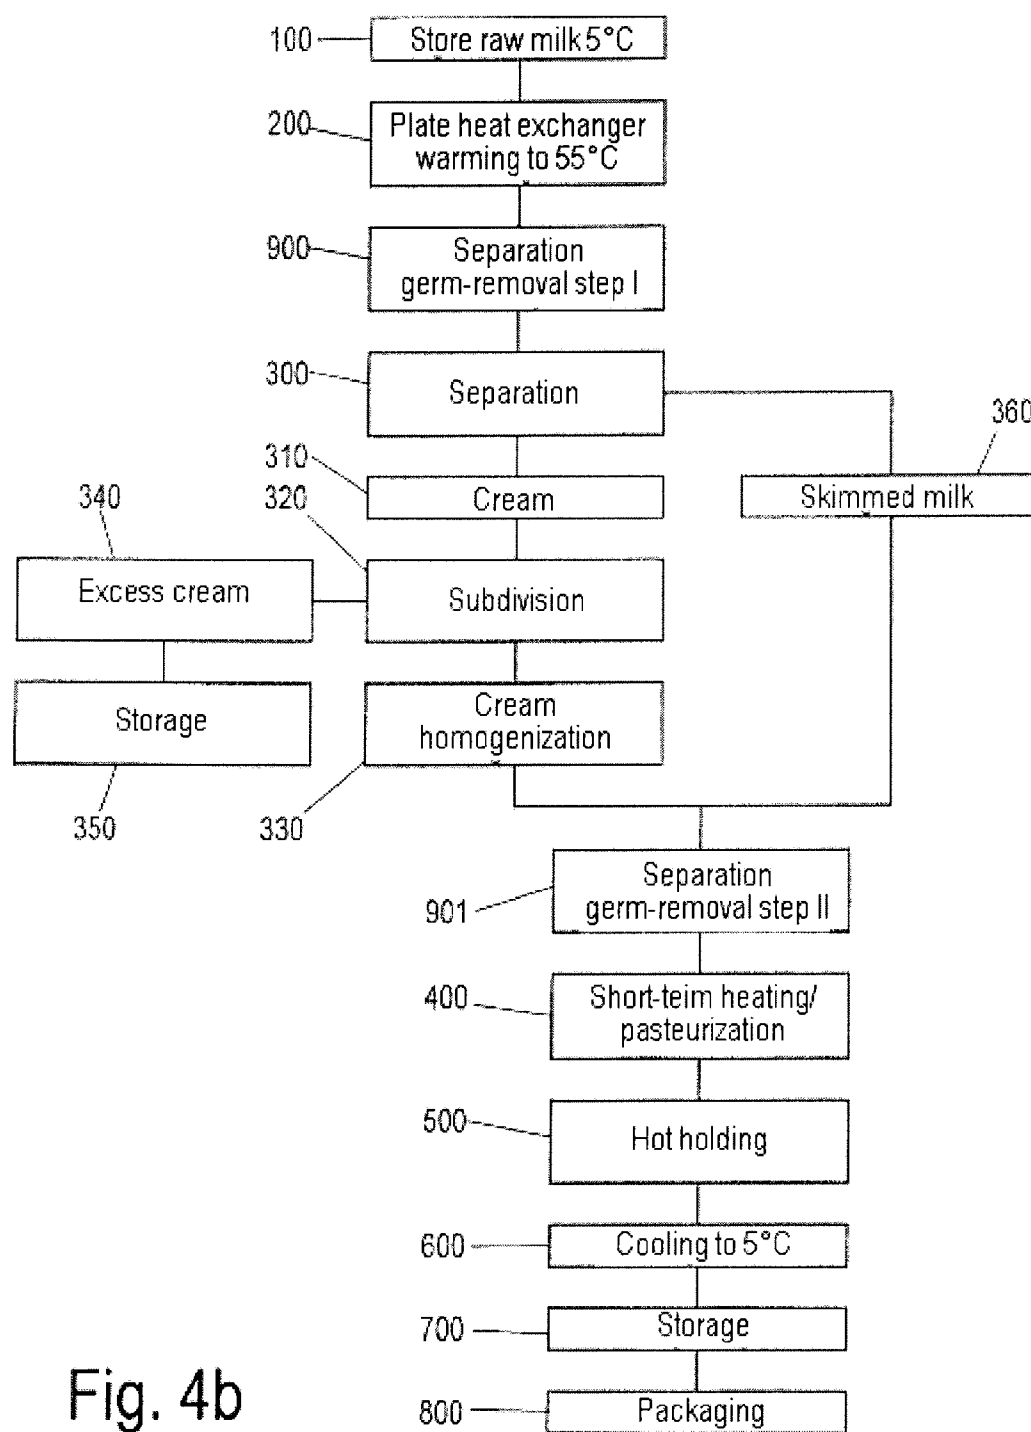 100
Store raw milk 5°C
200
Plate heat exchanger
warming to 55°C
900
Separation
germ-removal step I
300
Separation
360
310
Cream
Skimmed milk
340
320
Excess cream
Subdivision
Storage
Cream
homogenization
350
330
Separation
germ-removal step II
901
400
Short-teim heating/
pasteurization
500
Hot holding
600
Cooling to 5°C
700
Storage
Fig. 4b
800
Packaging